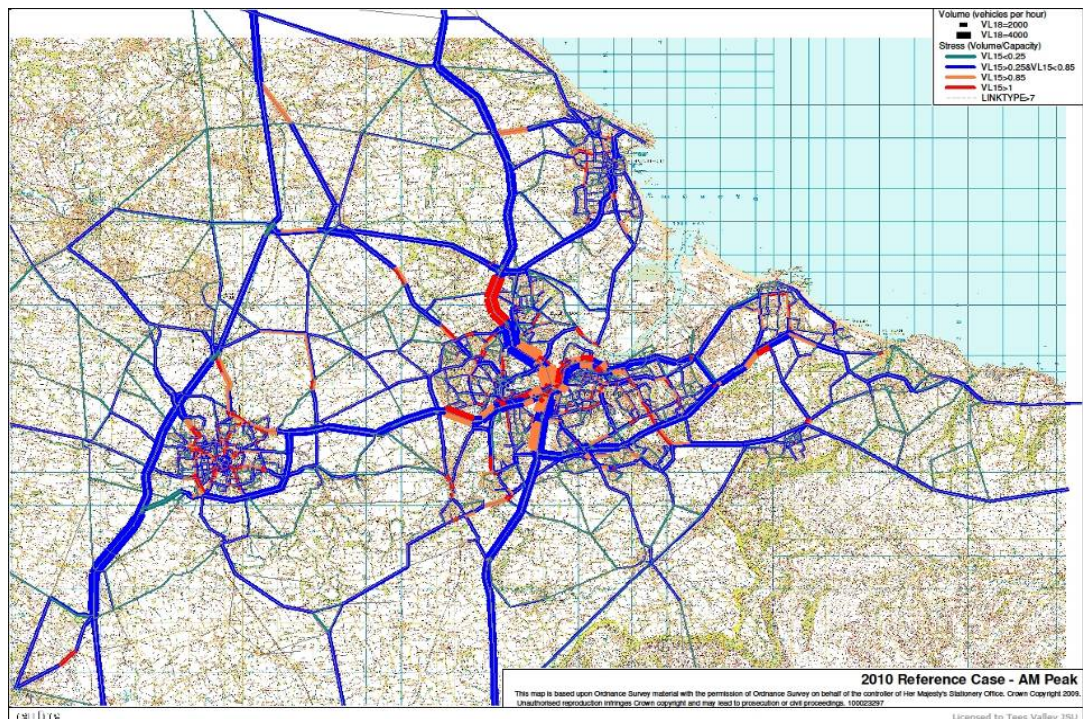 Volume (vehicles per hour)
VL18=2000
VL18=4000
Stress (Volume/Capacity)
VL15<0.25
VL15>0.25&VL15<0.85
VL15>0.85
VL15>1
LINKTYPE>7
2010 Reference Case - AM Peak
This map is based upon Ordnance Survey material with the permission of Ordnance Survey on behalf of the controller of Her Majesty's Stationery Office. Crown Copyright 2009.
Unauthorised reproduction infringes Crown copyright and may lead to prosecution or civil proceedings. 100023297
Licensed to Tees Valley JSU